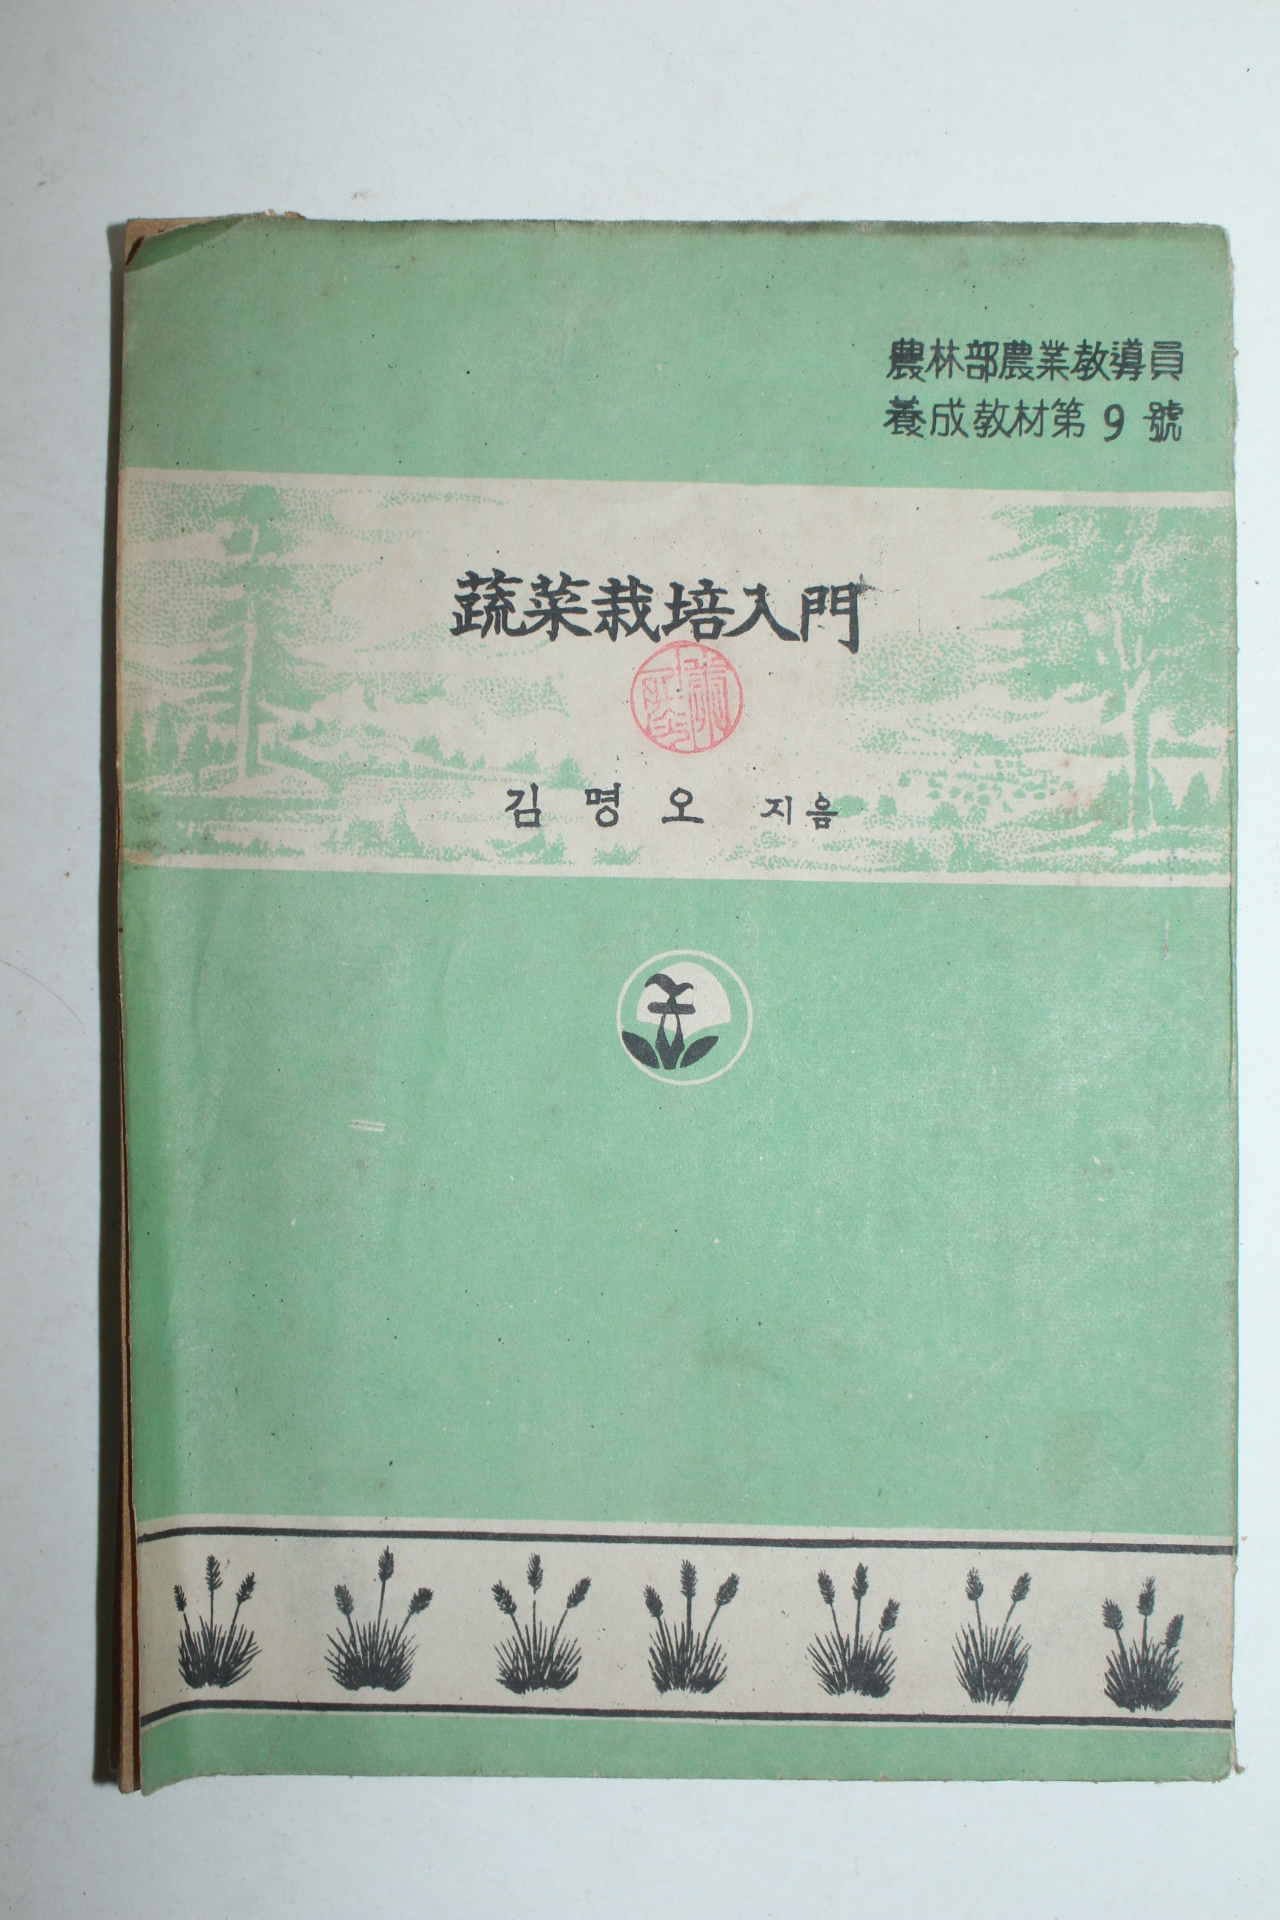 農林部農業敎導員
養成敎材第 9 號
蔬菜栽培入門
김 명 오 지음